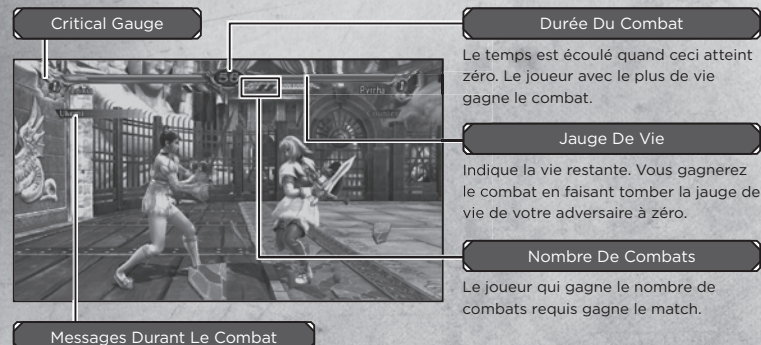 Critical Gauge
Durée Du Combat
Le temps est écoulé quand ceci atteint
zéro. Le joueur avec le plus de vie
gagne le combat.
56
Pyrrha
Jauge De Vie
Indique la vie restante. Vous gagnerez
le combat en faisant tomber la jauge de
vie de votre adversaire à zéro.
Nombre De Combats
Le joueur qui gagne le nombre de
combats requis gagne le match.
Messages Durant Le Combat